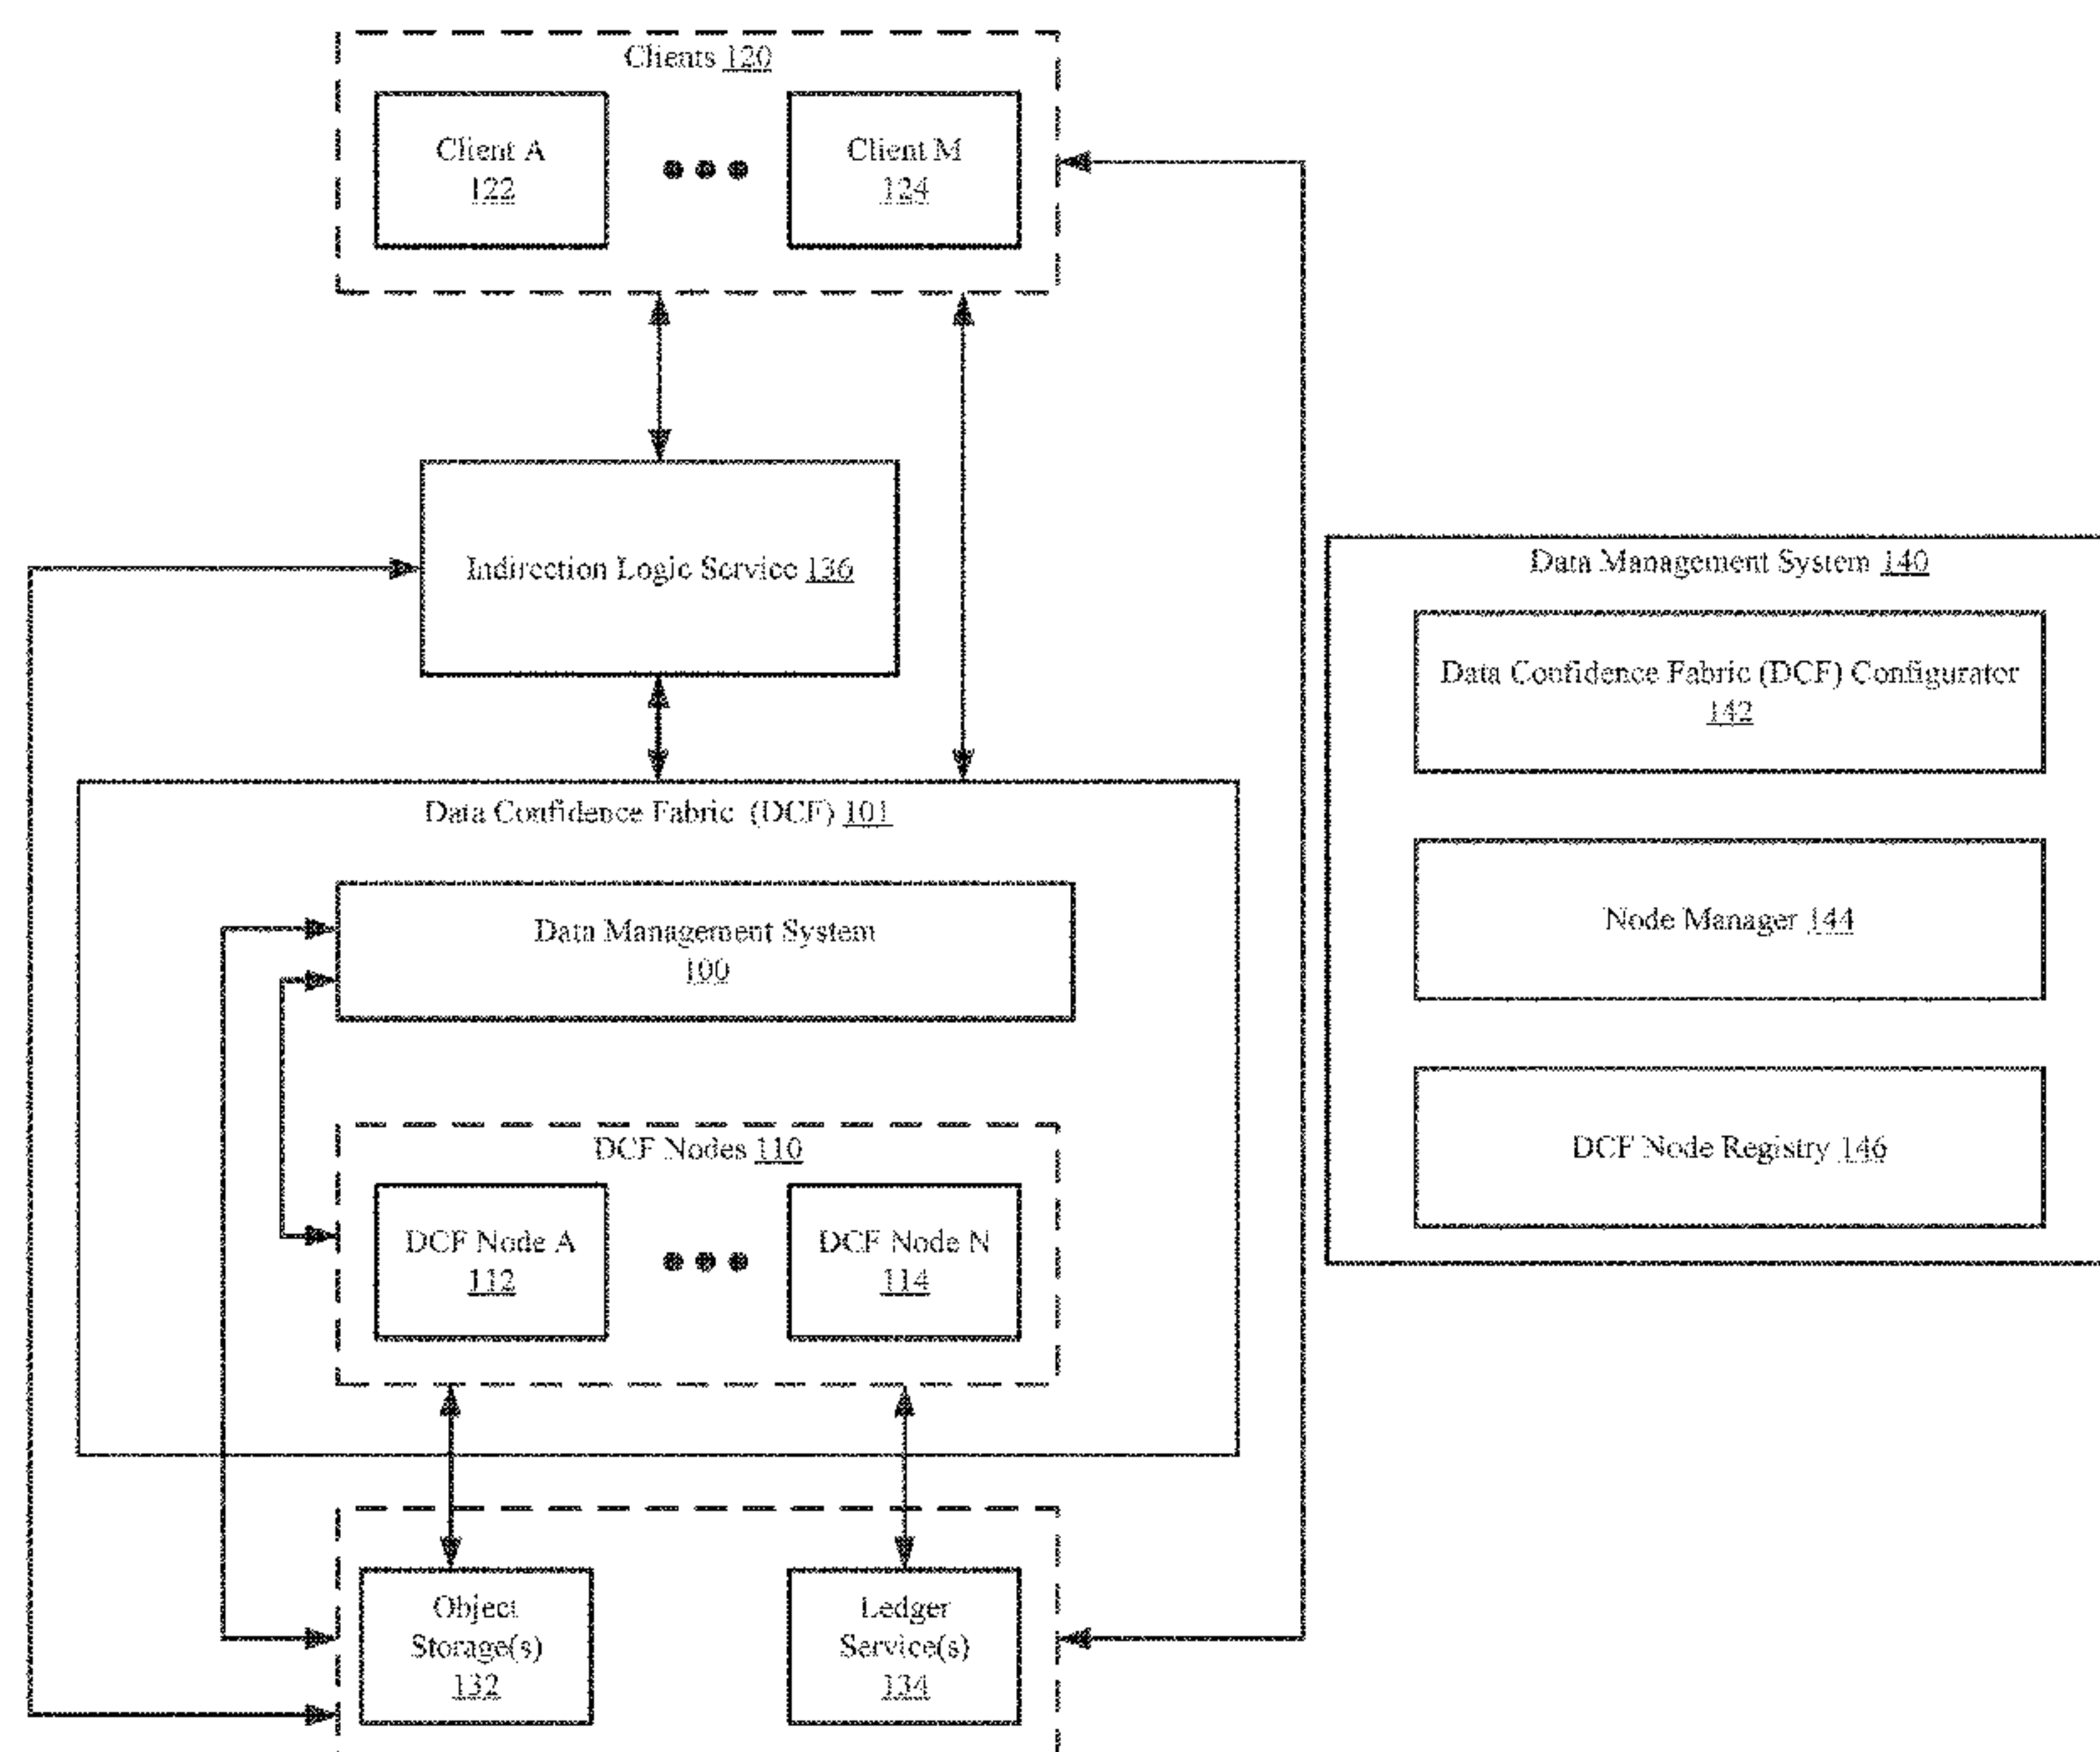 Clients 120
Client A
122
Client M
124
Indirection Logic Service 136
Data Confidence Fabric (DCF) 101
Data Management System
100
DCF Nodes 110
DCF Node A
112
DCF Node N
114
Object
Storage(s)
132
Ledger
Service(s)
134
Data Management System 140
Data Confidence Fabric (DCF) Configurator
142
Node Manager 144
DCF Node Registry 146